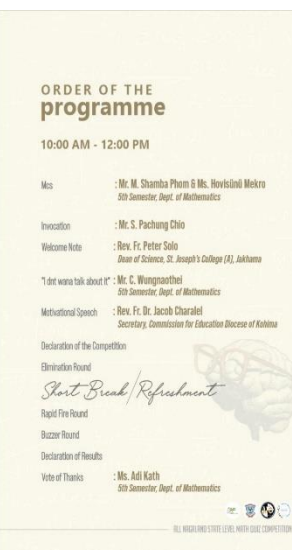 ORDER OF THE
programme
10:00 AM - 12:00 PM
Mcs : Mr. M. Shamba Phom & Ms. Hovisünü Mekro
5th Semester, Dept. of Mathematics
Invocation : Mr. S. Pachung Chio
Welcome Note : Rev. Fr. Peter Solo
Dean of Science, St. Joseph's College (A), Jakhama
"I dnt wana talk about it" : Mr. C. Wungnaothei
5th Semester, Dept. of Mathematics
Motivational Speech : Rev. Fr. Dr. Jacob Charalel
Secretary, Commission for Education Diocese of Kohima
Declaration of the Competition
Elimination Round
Short Break/Refreshment
Rapid Fire Round
Buzzer Round
Declaration of Results
Vote of Thanks : Ms. Adi Kath
5th Semester, Dept. of Mathematics
ALL NAGALAND STATE LEVEL MATH QUIZ COMPETITION